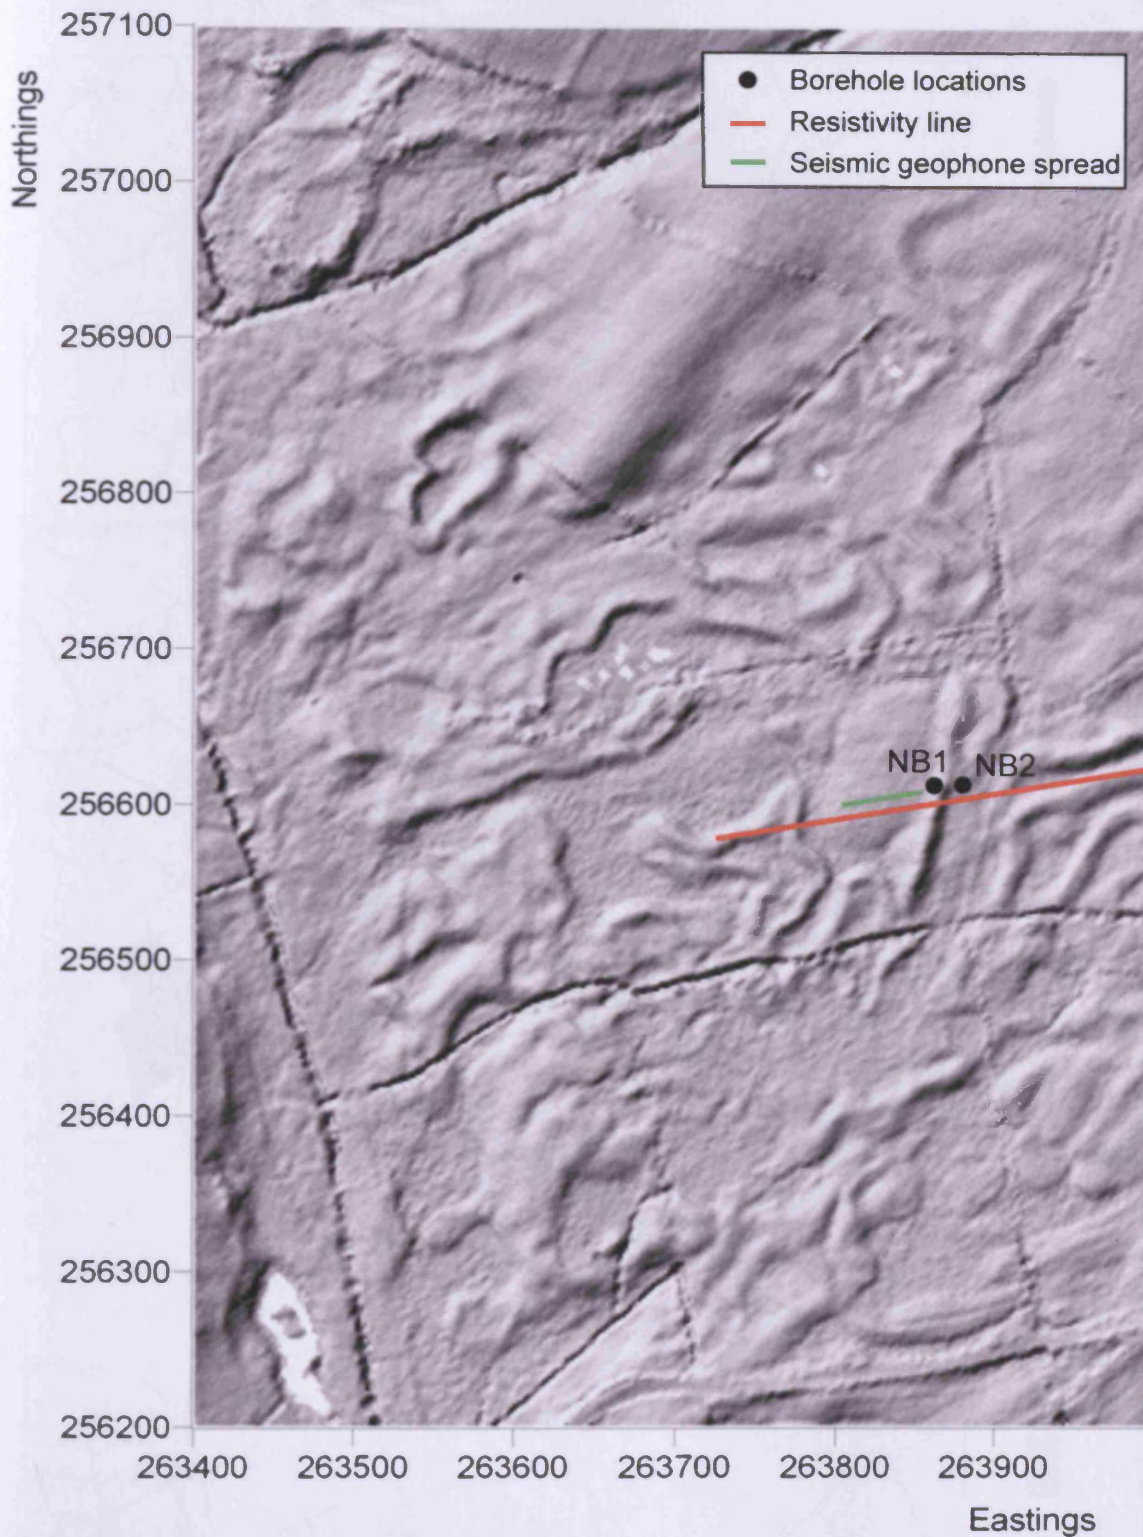 257100
Northings
Borehole locations
Resistivity line
Seismic geophone spread
257000
256900
256800
256700
NB1 NB2
256600
256500
256400
256300
256200
263400 263500 263600 263700 263800 263900
Eastings